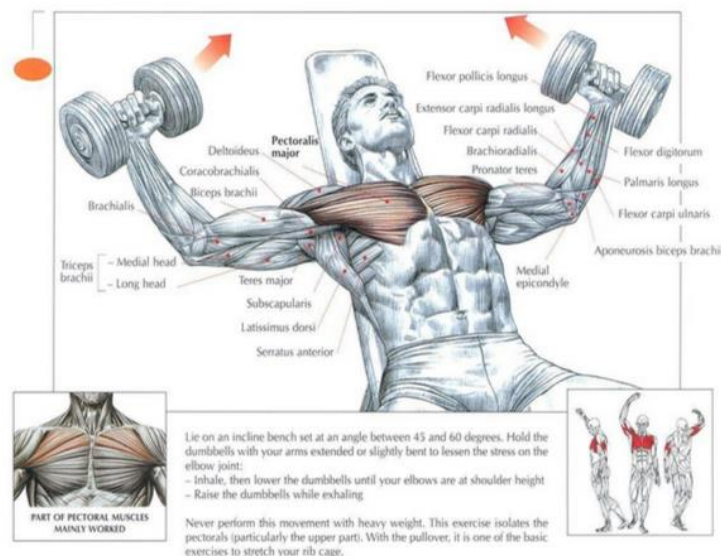 Flexor pollicis longus
Extensor carpi radialis longus
Flexor carpi radialis
Brachioradialis
Pronator teres
Flexor digitorum
Palmaris longus
Flexor carpi ulnaris
Aponeurosis biceps brachii
Medial
epicondyle
Pectoralis
major
Deltoideus
Coracobrachialis
Biceps brachii
Brachialis
Triceps
brachii
– Medial head
– Long head
Teres major
Subscapularis
Latissimus dorsi
Serratus anterior
PART OF PECTORAL MUSCLES
MAINLY WORKED
Lie on an incline bench set at an angle between 45 and 60 degrees. Hold the
dumbbells with your arms extended or slightly bent to lessen the stress on the
elbow joint:
– Inhale, then lower the dumbbells until your elbows are at shoulder height
– Raise the dumbbells while exhaling
Never perform this movement with heavy weight. This exercise isolates the
pectorals (particularly the upper part). With the pullover, it is one of the basic
exercises to stretch your rib cage.